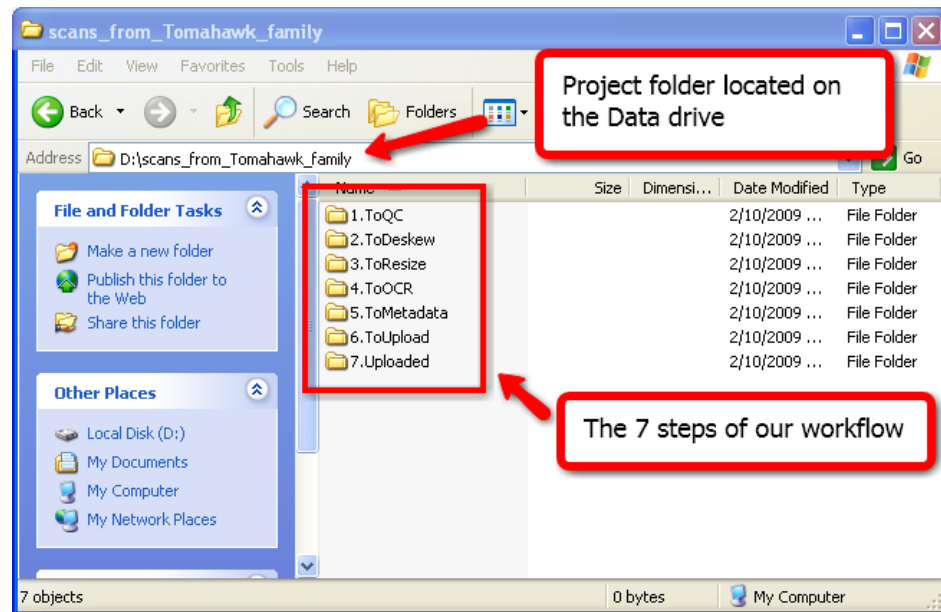 scans_from_Tomahawk_family
File Edit View Favorites Tools Help
Project folder located on
the Data drive
Back Search Folders
Address D:\scans_from_Tomahawk_family Go
Name Size Dimensi... Date Modified Type
File and Folder Tasks
Make a new folder
Publish this folder to
the Web
Share this folder
1.ToQC 2/10/2009 ... File Folder
2.ToDeskew 2/10/2009 ... File Folder
3.ToResize 2/10/2009 ... File Folder
4.ToOCR 2/10/2009 ... File Folder
5.ToMetadata 2/10/2009 ... File Folder
6.ToUpload 2/10/2009 ... File Folder
7.Uploaded 2/10/2009 ... File Folder
Other Places
Local Disk (D:)
My Documents
My Computer
My Network Places
The 7 steps of our workflow
7 objects 0 bytes My Computer